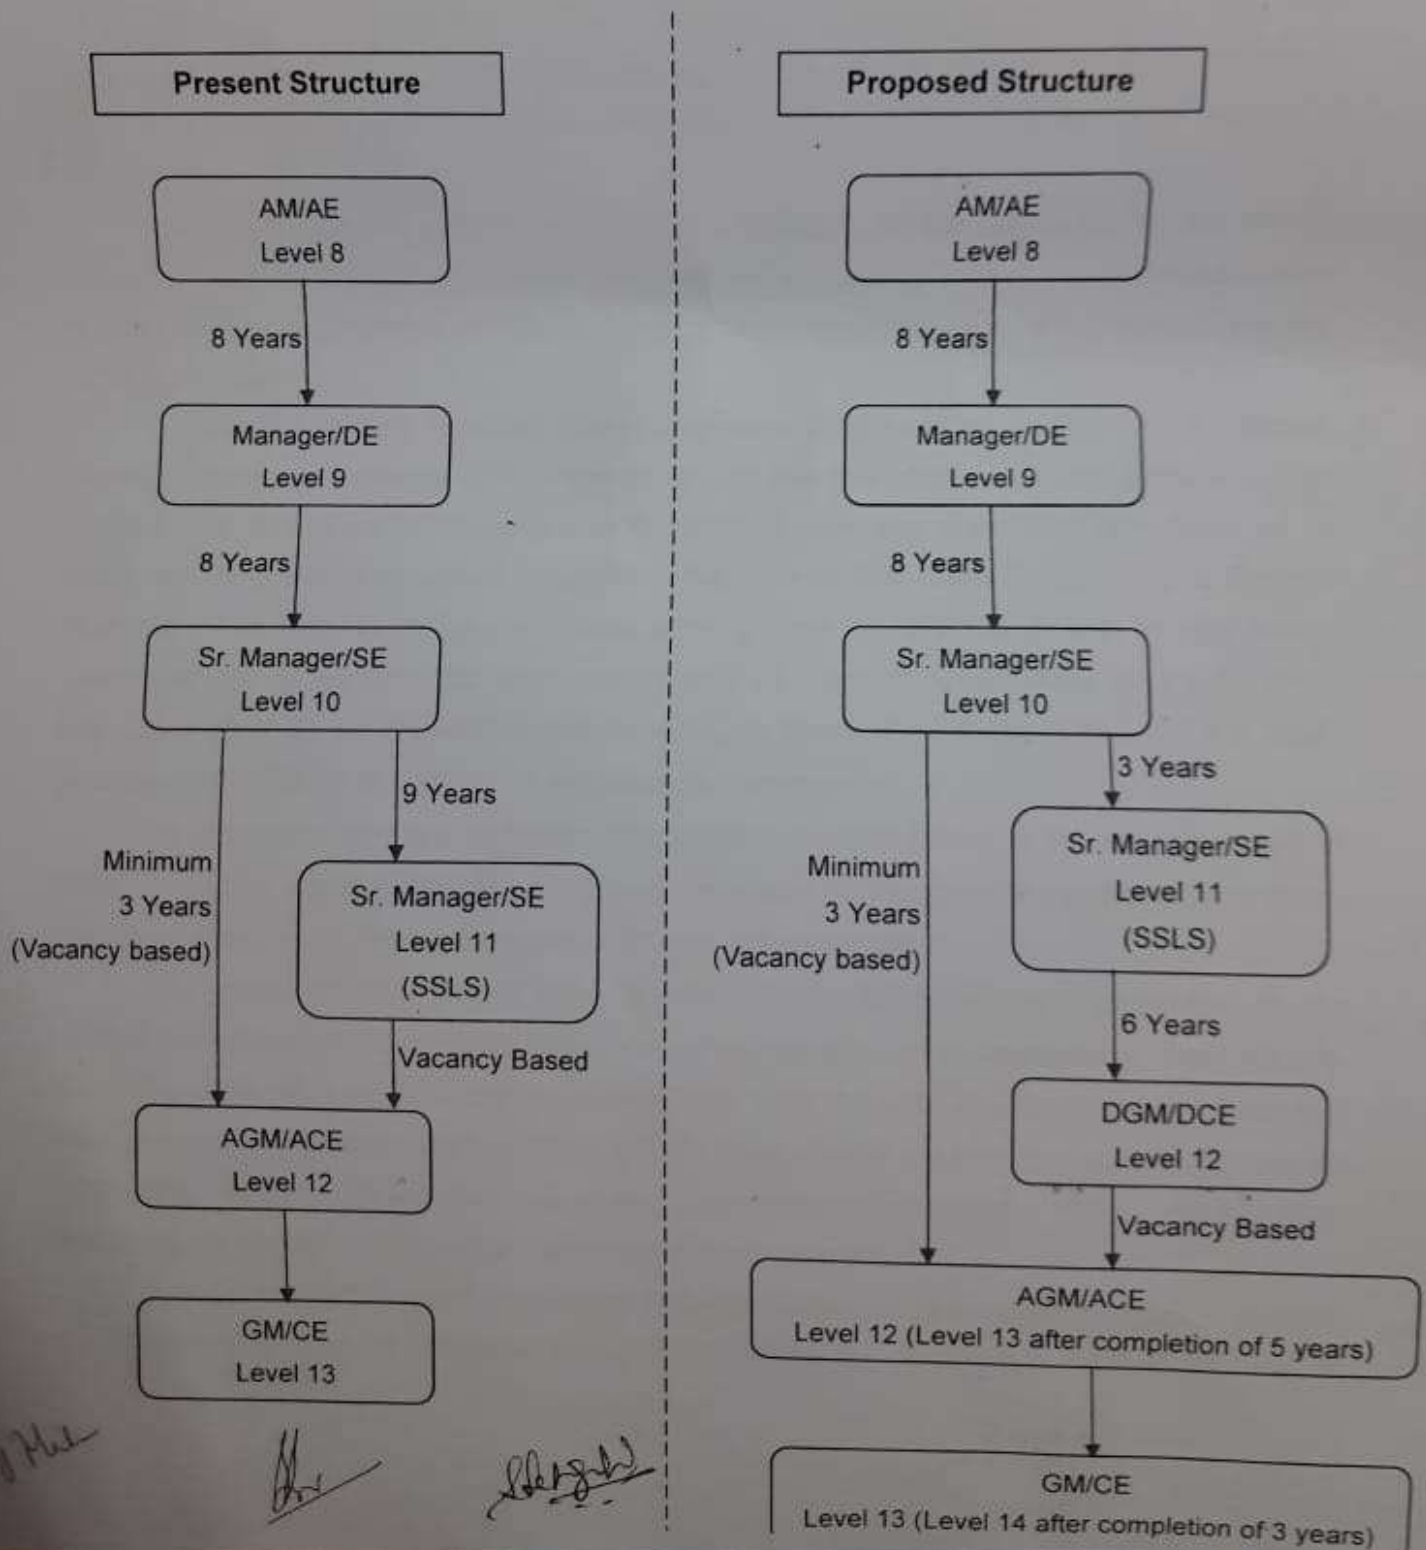 Present Structure
AM/AE
Level 8
8 Years
Manager/DE
Level 9
8 Years
Sr. Manager/SE
Level 10
9 Years
Minimum
3 Years
(Vacancy based)
Sr. Manager/SE
Level 11
(SSLS)
Vacancy Based
AGM/ACE
Level 12
GM/CE
Level 13
Proposed Structure
AM/AE
Level 8
8 Years
Manager/DE
Level 9
8 Years
Sr. Manager/SE
Level 10
3 Years
Minimum
3 Years
(Vacancy based)
Sr. Manager/SE
Level 11
(SSLS)
6 Years
DGM/DCE
Level 12
Vacancy Based
AGM/ACE
Level 12 (Level 13 after completion of 5 years)
GM/CE
Level 13 (Level 14 after completion of 3 years)